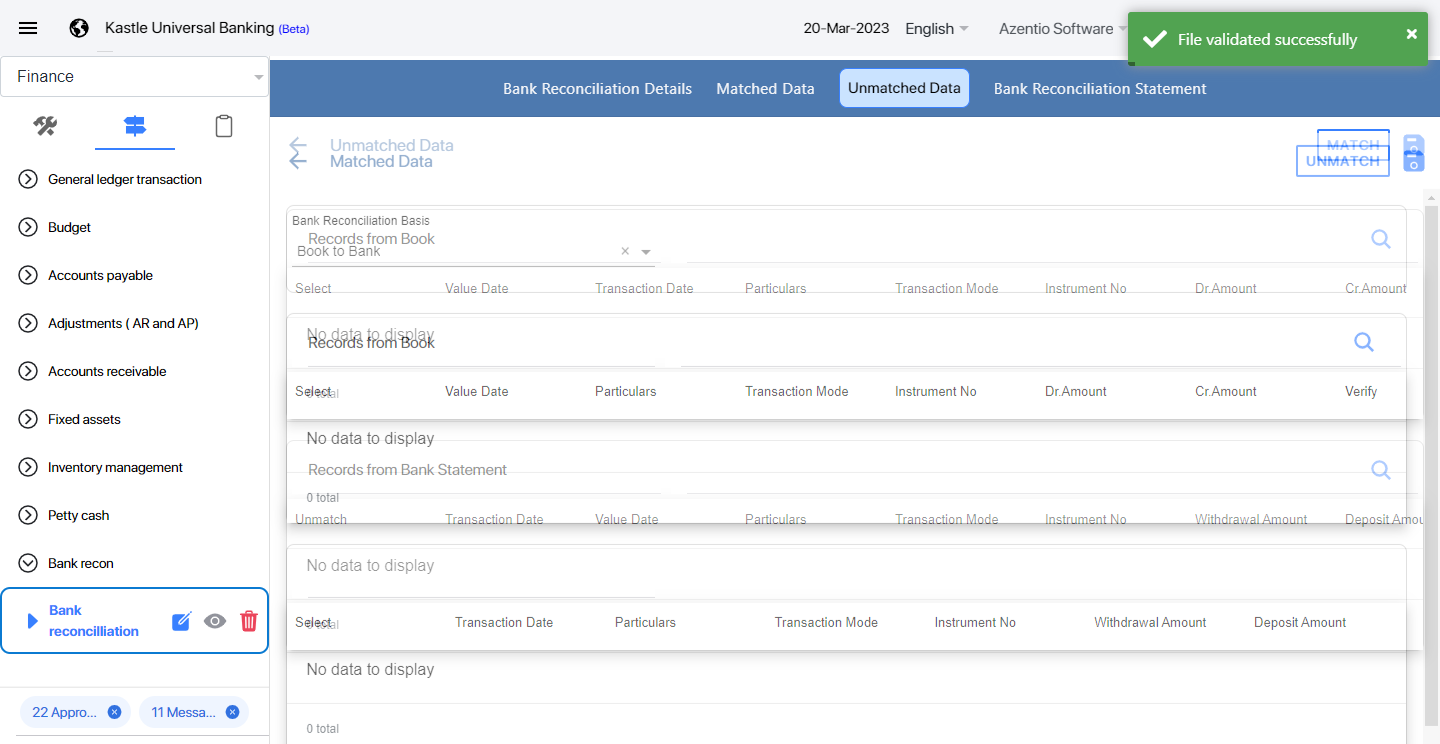 Kastle Universal Banking (Beta)
20-Mar-2023
English
Azentio Software
File validated successfully
Finance
Bank Reconciliation Details
Matched Data
Unmatched Data
Bank Reconciliation Statement
Unmatched Data
Matched Data
MATCH
UNMATCH
General ledger transaction
Budget
Accounts payable
Adjustments ( AR and AP)
Accounts receivable
Fixed assets
Inventory management
Petty cash
Bank recon
Bank
reconcilliation
22 Appro...
11 Messa...
Bank Reconciliation Basis
Records from Book
Book to Bank
Select Value Date Transaction Date Particulars Transaction Mode Instrument No Dr.Amount Cr.Amount
No data to display
Records from Book
Select Value Date Particulars Transaction Mode Instrument No Dr.Amount Cr.Amount Verify
0 total
No data to display
Records from Bank Statement
0 total
Unmatch Transaction Date Value Date Particulars Transaction Mode Instrument No Withdrawal Amount Deposit Amou
No data to display
Select Transaction Date Particulars Transaction Mode Instrument No Withdrawal Amount Deposit Amount
0 total
No data to display
0 total